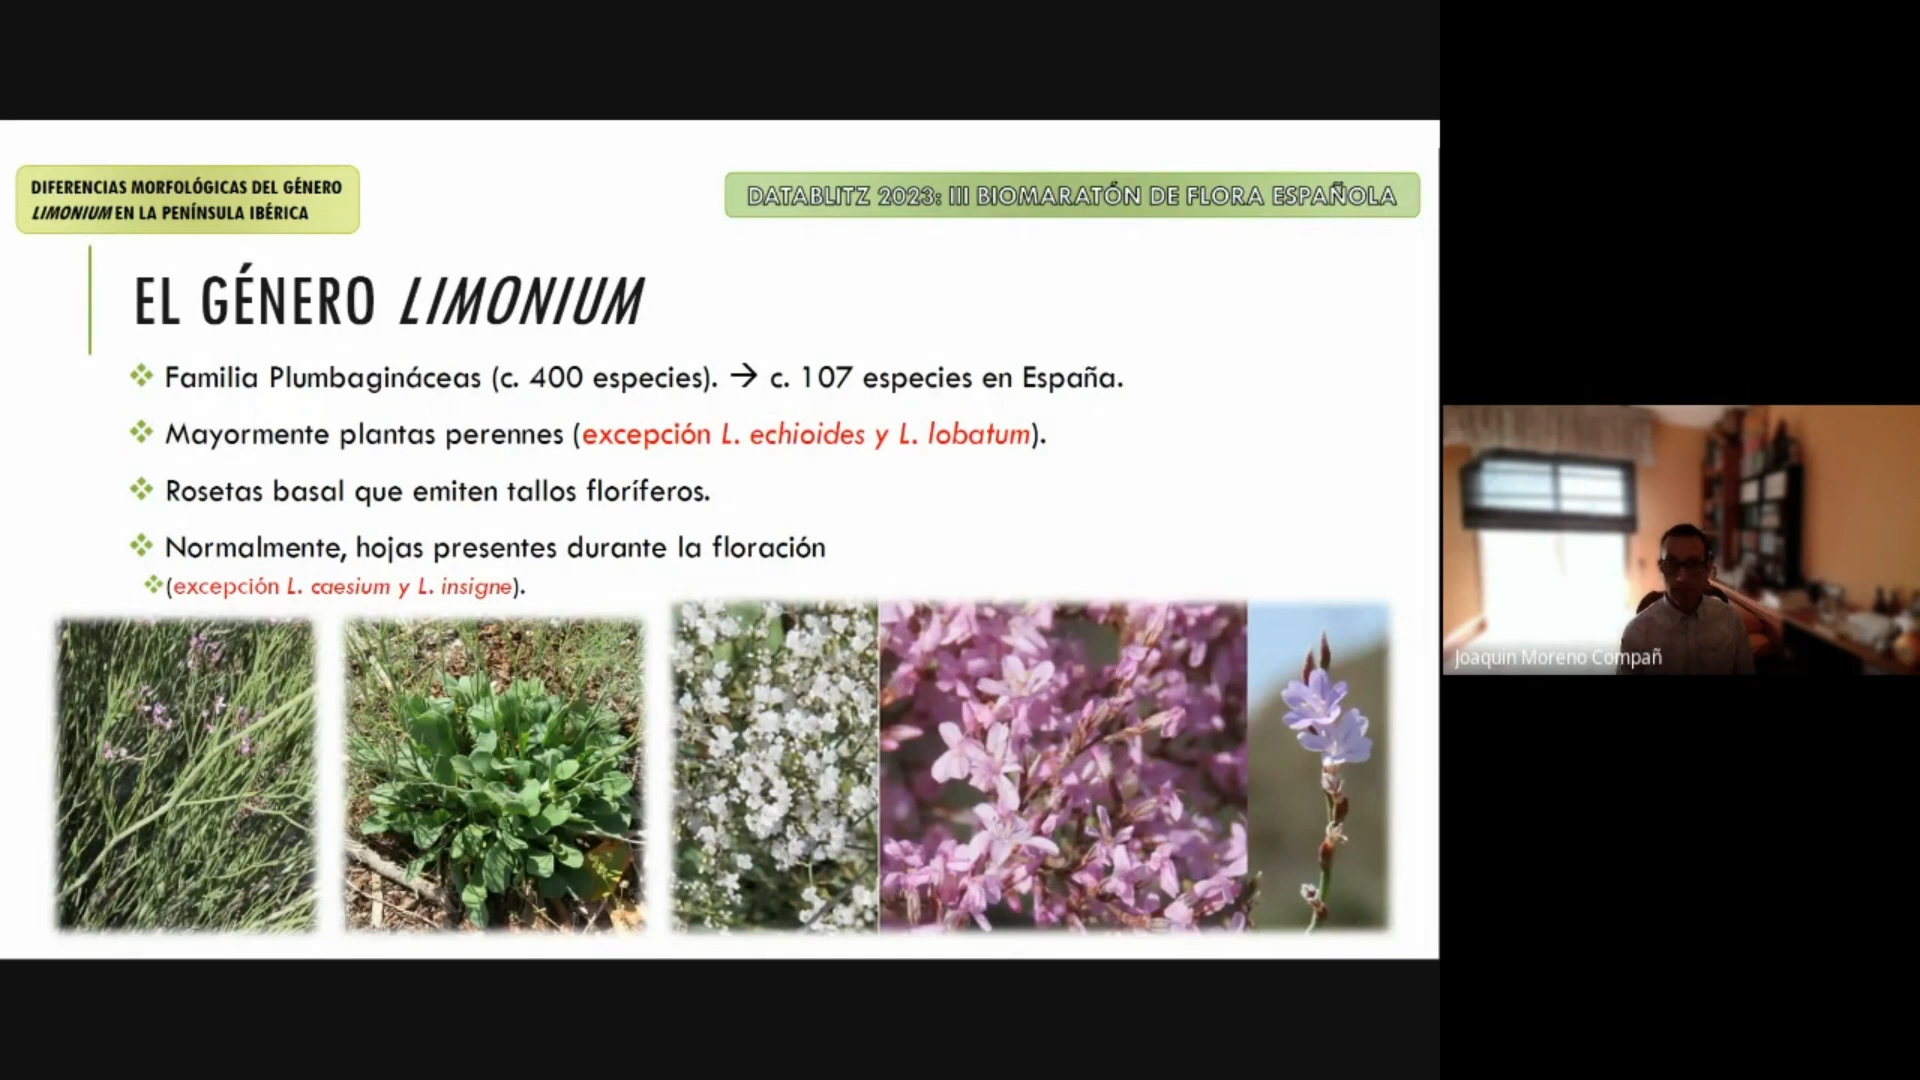 DIFERENCIAS MORFOLÓGICAS DEL GÉNERO
LIMONIUM EN LA PENÍNSULA IBÉRICA
DATABLITZ 2023: III BIOMARATÓN DE FLORA ESPAÑOLA
EL GÉNERO LIMONIUM
Familia Plumbagináceas (c. 400 especies). → c. 107 especies en España.
Mayormente plantas perennes (excepción L. echioides y L. lobatum).
Rosetas basal que emiten tallos floríferos.
Normalmente, hojas presentes durante la floración
(excepción L. caesium y L. insigne).
Joaquin Moreno Compañ